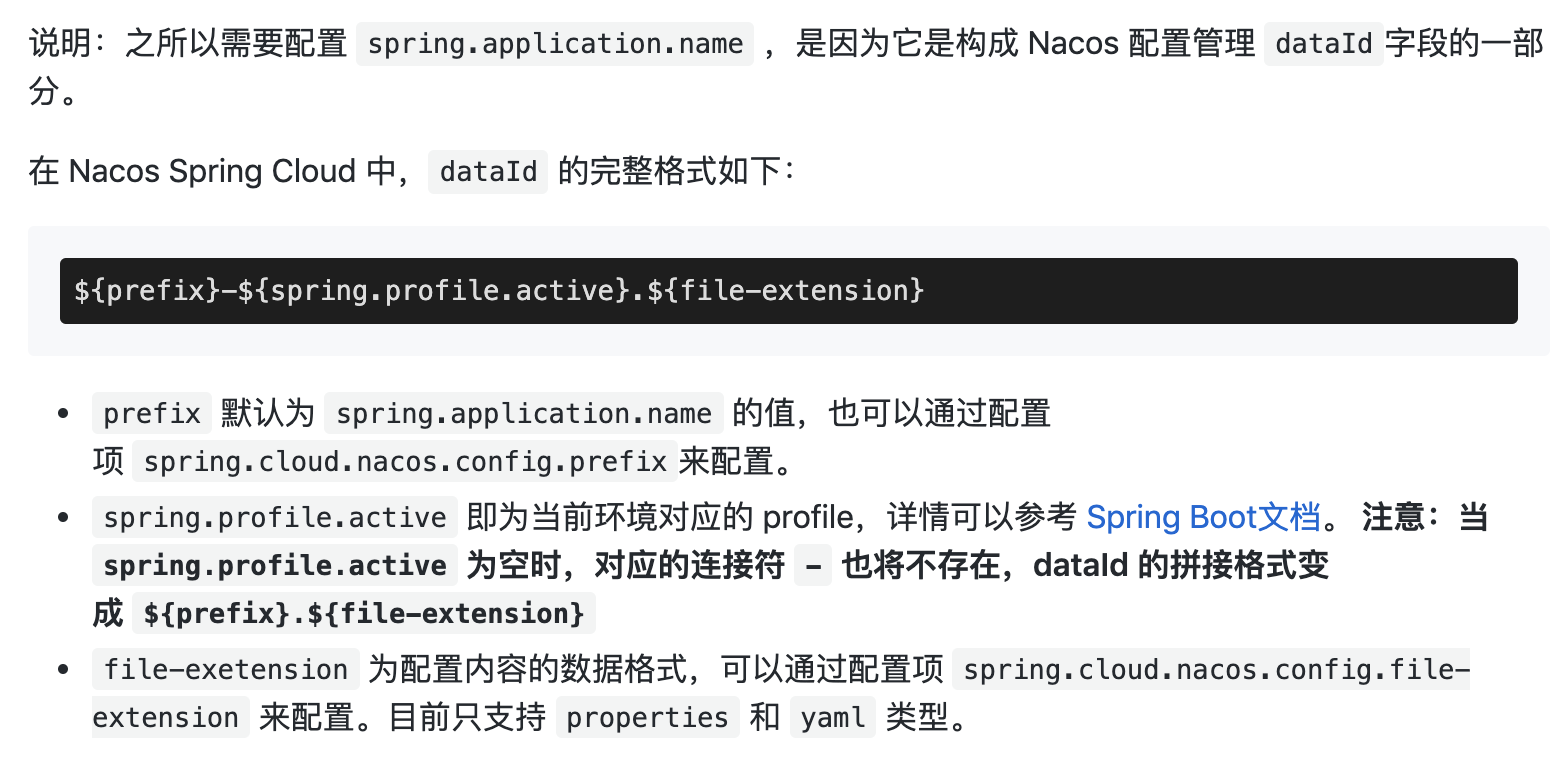 说明：之所以需要配置 spring.application.name ，是因为它是构成 Nacos 配置管理 dataId字段的一部
分。
在 Nacos Spring Cloud 中，dataId 的完整格式如下：
${prefix}-${spring.profile.active}.${file-extension}
• prefix 默认为 spring.application.name 的值，也可以通过配置
项 spring.cloud.nacos.config.prefix来配置。
• spring.profile.active 即为当前环境对应的 profile，详情可以参考 Spring Boot文档。 注意：当
spring.profile.active 为空时，对应的连接符 - 也将不存在，dataId 的拼接格式变
成 ${prefix}.${file-extension}
• file-exetension 为配置内容的数据格式，可以通过配置项 spring.cloud.nacos.config.file-
extension 来配置。目前只支持 properties 和 yaml 类型。